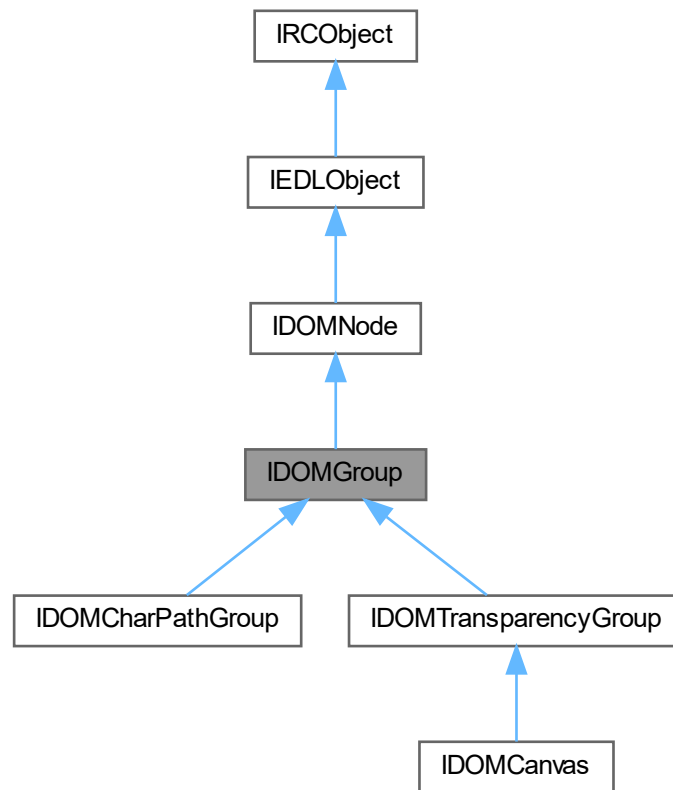 IRCObject
IEDLObject
IDOMNode
IDOMGroup
IDOMCharPathGroup
IDOMTransparencyGroup
IDOMCanvas